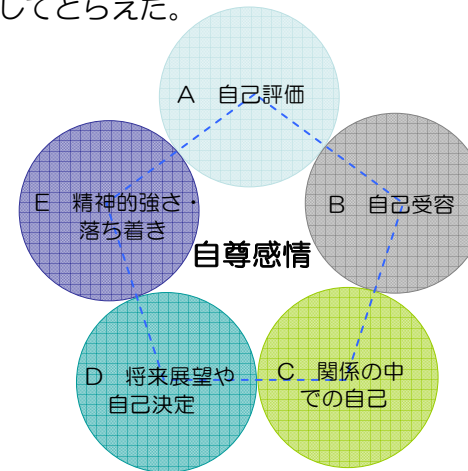 してとらえた。
A　自己評価
B　自己受容
E　精神的強さ・
落ち着き
自尊感情
C　関係の中
での自己
D　将来展望や
自己決定